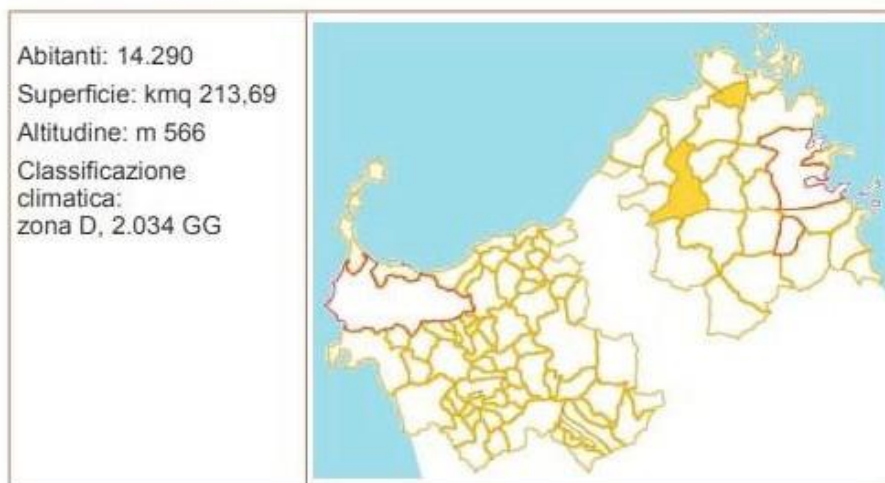 Abitanti: 14.290
Superficie: kmq 213,69
Altitudine: m 566
Classificazione
climatica:
zona D, 2.034 GG